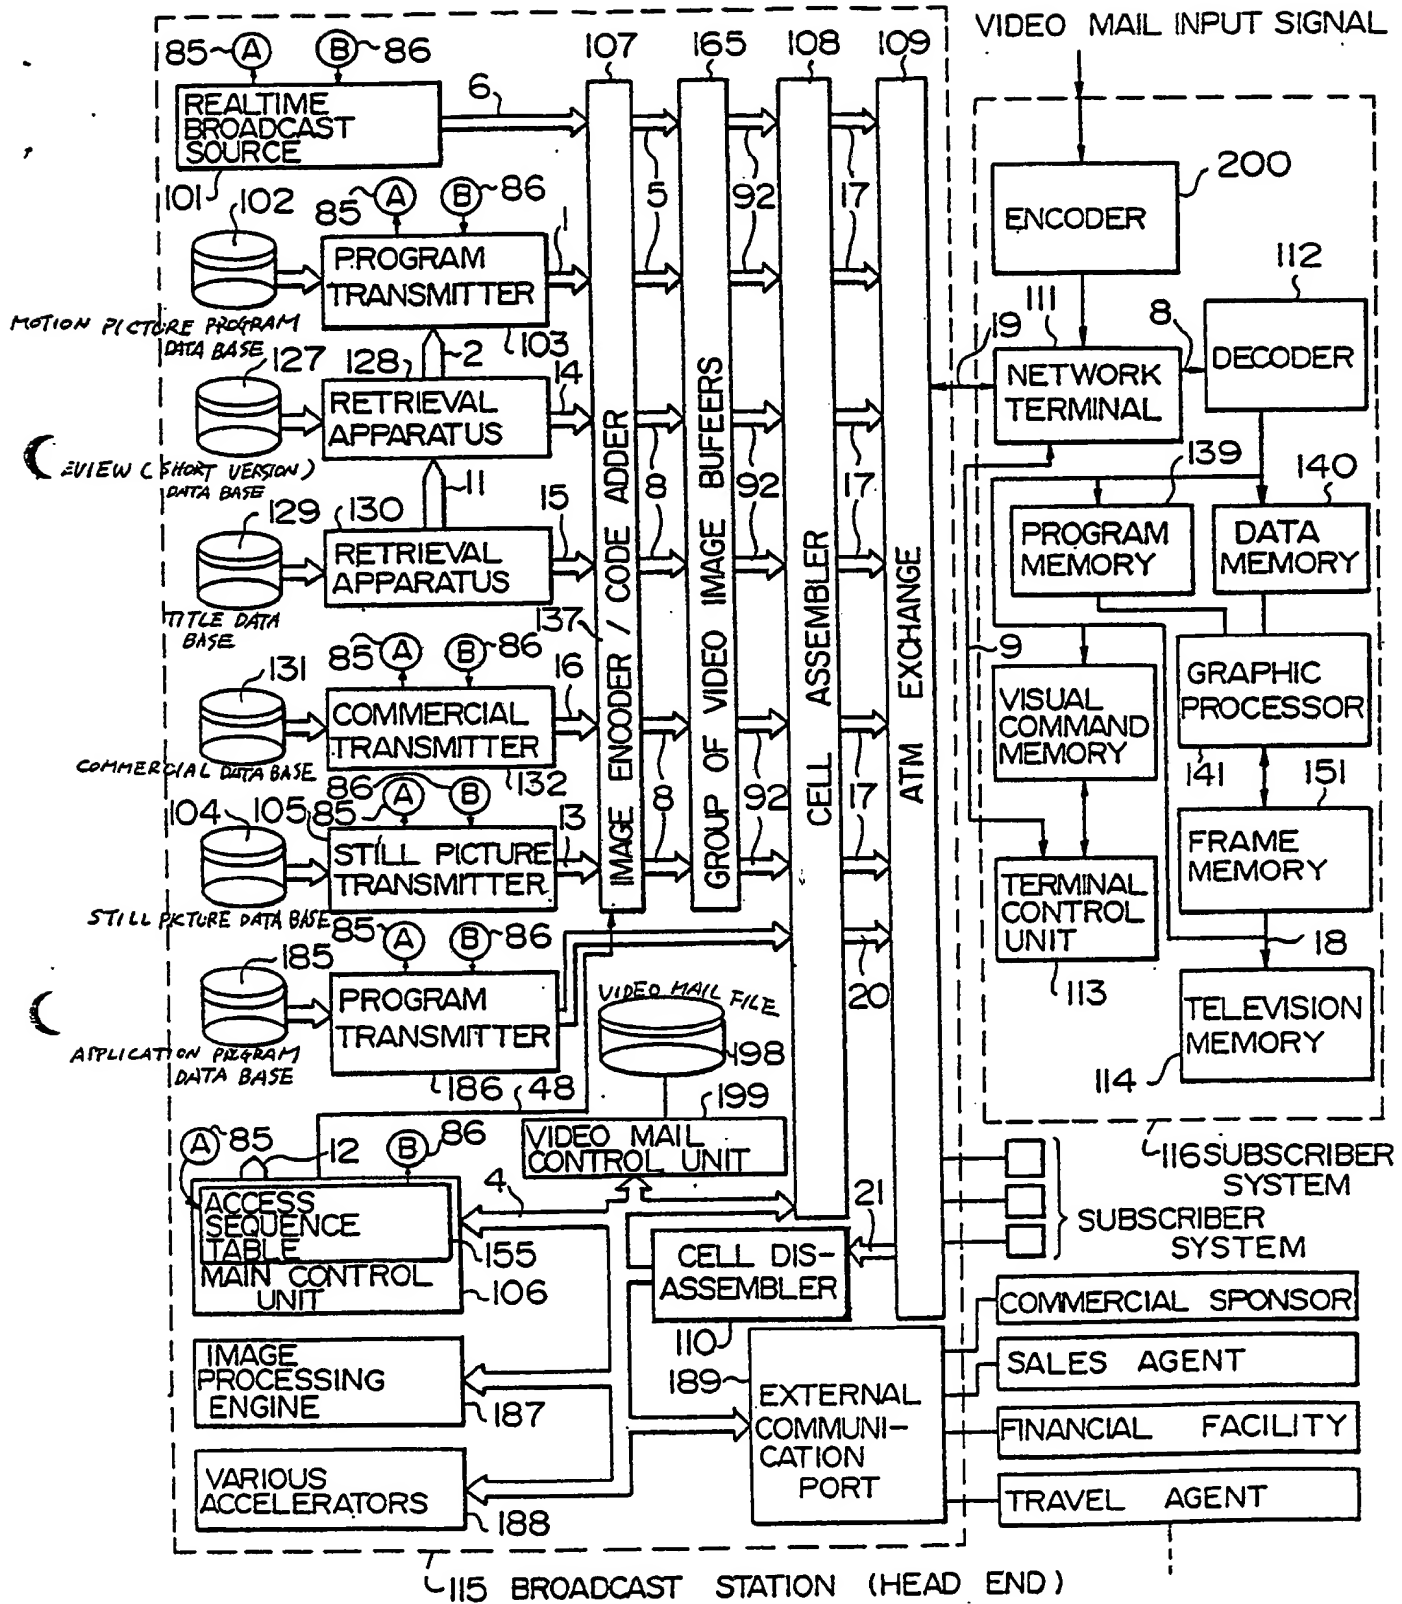 VIDEO MAIL INPUT SIGNAL
85 A B 86
107 165 108 109
REALTIME
BROADCAST
SOURCE
101
6
5 92 17
200
ENCODER
102
85 A B 86
PROGRAM
TRANSMITTER
103
1
MOTION PICTURE PROGRAM
DATA BASE
112
DECODER
111
NETWORK
TERMINAL
8
19
127
128
2
RETRIEVAL
APPARATUS
14
EVIEW (SHORT VERSION)
DATA BASE
8 92 17
11
129
130
RETRIEVAL
APPARATUS
15
TITLE DATA
BASE
139
PROGRAM
MEMORY
140
DATA
MEMORY
137
IMAGE ENCODER / CODE ADDER
GROUP OF VIDEO IMAGE BUFEERS
CELL ASSEMBLER
ATM EXCHANGE
131
85 A B 86
COMMERCIAL
TRANSMITTER
132
16
COMMERCIAL DATA BASE
8 92 17
9
VISUAL
COMMAND
MEMORY
GRAPHIC
PROCESSOR
141
151
FRAME
MEMORY
104
105
85 A B 86
STILL PICTURE
TRANSMITTER
13
STILL PICTURE DATA BASE
TERMINAL
CONTROL
UNIT
113
18
TELEVISION
MEMORY
114
185
85 A B 86
PROGRAM
TRANSMITTER
186
48
APPLICATION PROGRAM
DATA BASE
VIDEO MAIL FILE
198
20
199
VIDEO MAIL
CONTROL UNIT
116 SUBSCRIBER
SYSTEM
A 85
12
B 86
ACCESS
SEQUENCE
TABLE
155
MAIN CONTROL
UNIT
106
4
21
CELL DIS-
ASSEMBLER
110
SUBSCRIBER
SYSTEM
IMAGE
PROCESSING
ENGINE
187
VARIOUS
ACCELERATORS
188
189
EXTERNAL
COMMUNI-
CATION
PORT
COMMERCIAL SPONSOR
SALES AGENT
FINANCIAL FACILITY
TRAVEL AGENT
115 BROADCAST STATION (HEAD END)